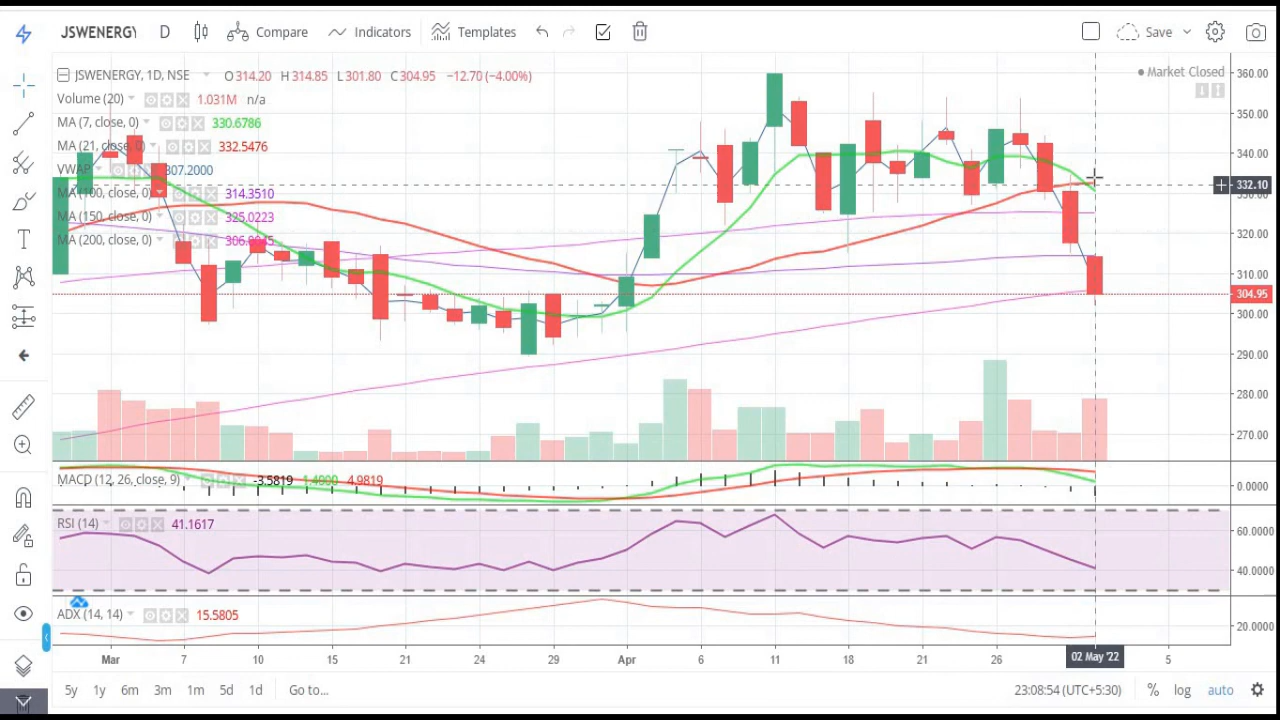 JSWENERGY D Compare Indicators Templates Save
JSWENERGY, 1D, NSE O 314.20 H 314.85 L 301.80 C 304.95 −12.70 (−4.00%)
Market Closed
Volume (20) 1.031M n/a
MA (7, close, 0) 330.6786
MA (21, close, 0) 332.5476
VWAP 307.2000
MA (100, close, 0) 314.3510
MA (150, close, 0) 325.0223
MA (200, close, 0)
360.00
350.00
340.00
332.10
320.00
310.00
304.95
300.00
290.00
280.00
270.00
MACD (12, 26, close, 9) -3.5819 1.4000 4.9819
0.0000
RSI (14) 41.1617
60.0000
40.0000
ADX (14, 14) 15.5805
20.0000
Mar 7 10 15 21 24 29 Apr 6 11 18 21 26 02 May '22 5
5y 1y 6m 3m 1m 5d 1d Go to... 23:08:54 (UTC+5:30) % log auto